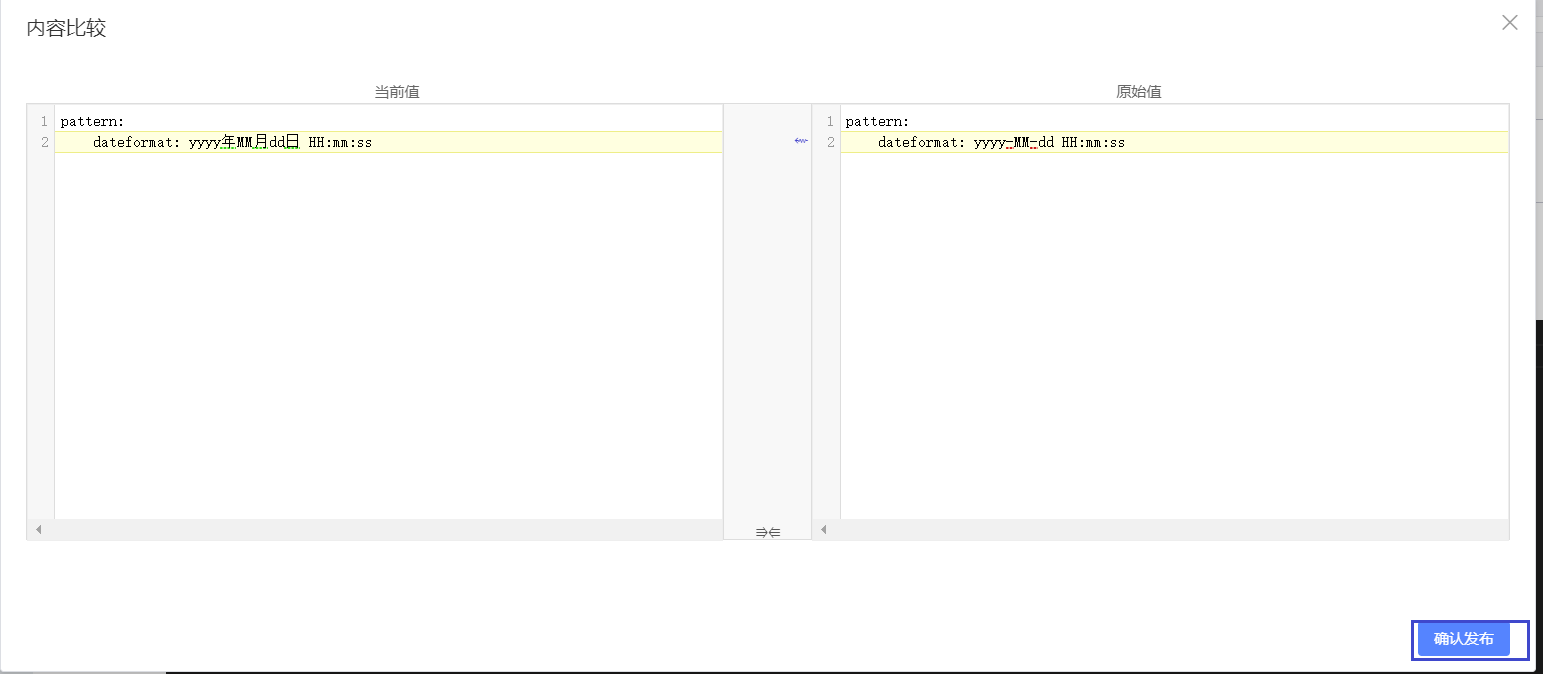 内容比较
当前值
原始值
1 pattern:
2 dateformat: yyyy年MM月dd日 HH:mm:ss
1 pattern:
2 dateformat: yyyy-MM-dd HH:mm:ss
确认发布